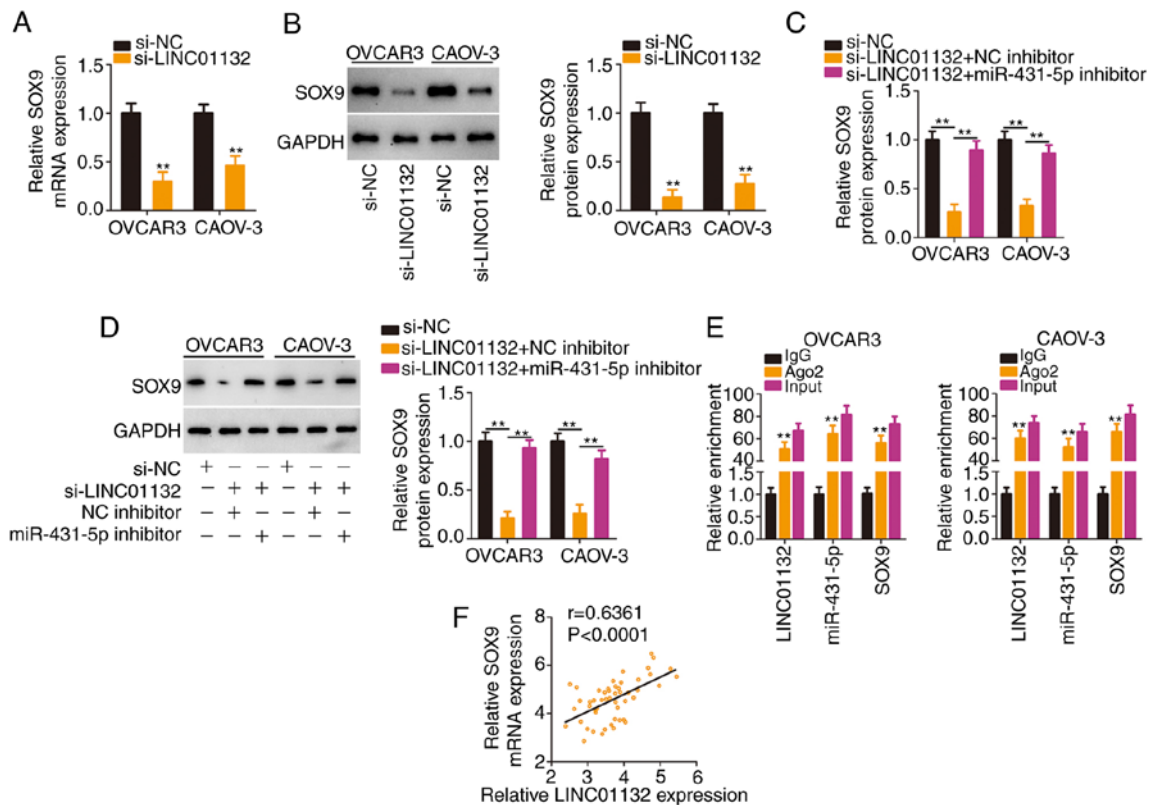 A
si-NC
si-LINC01132
Relative SOX9
mRNA expression
1.5
1.0
0.5
0.0
**
**
OVCAR3
CAOV-3
B
OVCAR3
CAOV-3
SOX9
GAPDH
si-NC
si-LINC01132
si-NC
si-LINC01132
si-NC
si-LINC01132
Relative SOX9
protein expression
1.5
1.0
0.5
0.0
**
**
OVCAR3
CAOV-3
C
si-NC
si-LINC01132+NC inhibitor
si-LINC01132+miR-431-5p inhibitor
Relative SOX9
protein expression
1.5
1.0
0.5
0.0
**
**
**
**
OVCAR3
CAOV-3
D
OVCAR3
CAOV-3
SOX9
GAPDH
si-NC + − − + − −
si-LINC01132 − + + − + +
NC inhibitor − + − − + −
miR-431-5p inhibitor − − + − − +
si-NC
si-LINC01132+NC inhibitor
si-LINC01132+miR-431-5p inhibitor
Relative SOX9
protein expression
1.5
1.0
0.5
0.0
**
**
**
**
OVCAR3
CAOV-3
E
OVCAR3
IgG
Ago2
Input
Relative enrichment
100
80
60
40
1.5
1.0
0.5
0.0
**
**
**
LINC01132
miR-431-5p
SOX9
CAOV-3
IgG
Ago2
Input
Relative enrichment
100
80
60
40
1.5
1.0
0.5
0.0
**
**
**
LINC01132
miR-431-5p
SOX9
F
r=0.6361
P<0.0001
Relative SOX9
mRNA expression
8
6
4
2
2 3 4 5 6
Relative LINC01132 expression